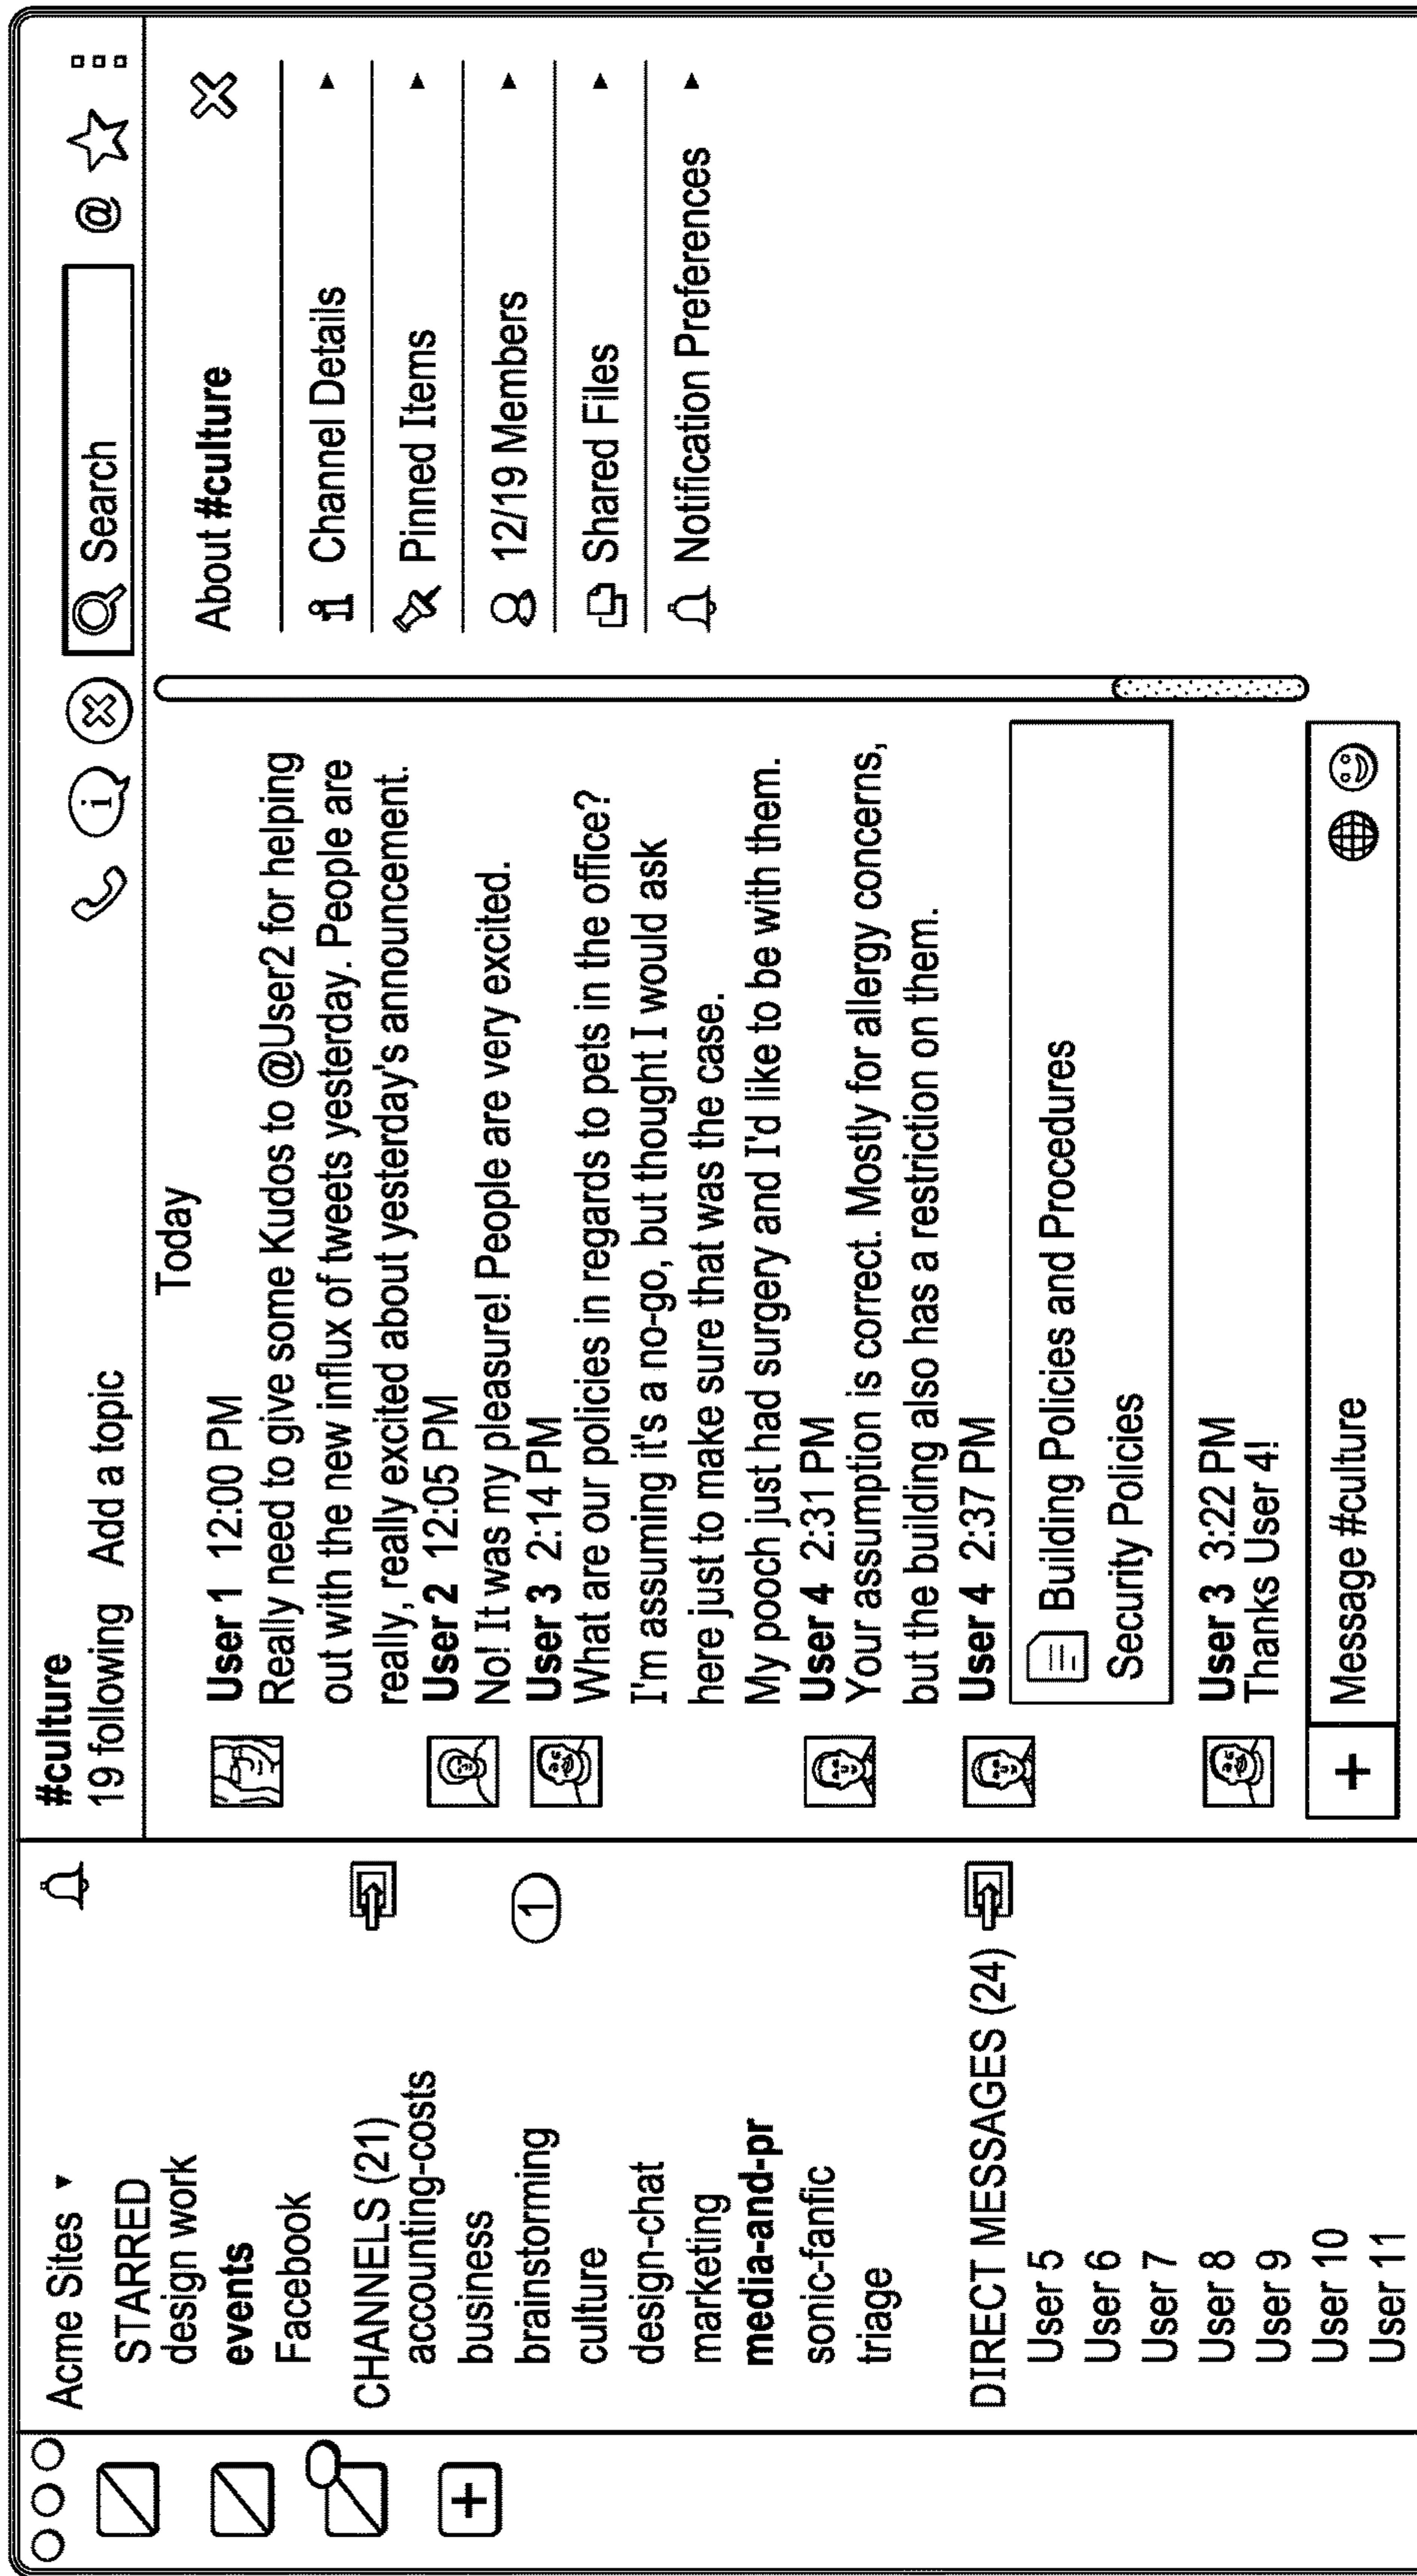 Acme Sites
STARRED
design work
events
Facebook
CHANNELS (21)
accounting-costs
business
brainstorming
1
culture
design-chat
marketing
media-and-pr
sonic-fanfic
triage
DIRECT MESSAGES (24)
User 5
User 6
User 7
User 8
User 9
User 10
User 11
#culture
19 following Add a topic
i
Search
@
Today
User 1 12:00 PM
Really need to give some Kudos to @User2 for helping
out with the new influx of tweets yesterday. People are
really, really excited about yesterday's announcement.
User 2 12:05 PM
No! It was my pleasure! People are very excited.
User 3 2:14 PM
What are our policies in regards to pets in the office?
I'm assuming it's a no-go, but thought I would ask
here just to make sure that was the case.
My pooch just had surgery and I'd like to be with them.
User 4 2:31 PM
Your assumption is correct. Mostly for allergy concerns,
but the building also has a restriction on them.
User 4 2:37 PM
Building Policies and Procedures
Security Policies
User 3 3:22 PM
Thanks User 4!
+ Message #culture
About #culture
i Channel Details
Pinned Items
12/19 Members
Shared Files
Notification Preferences